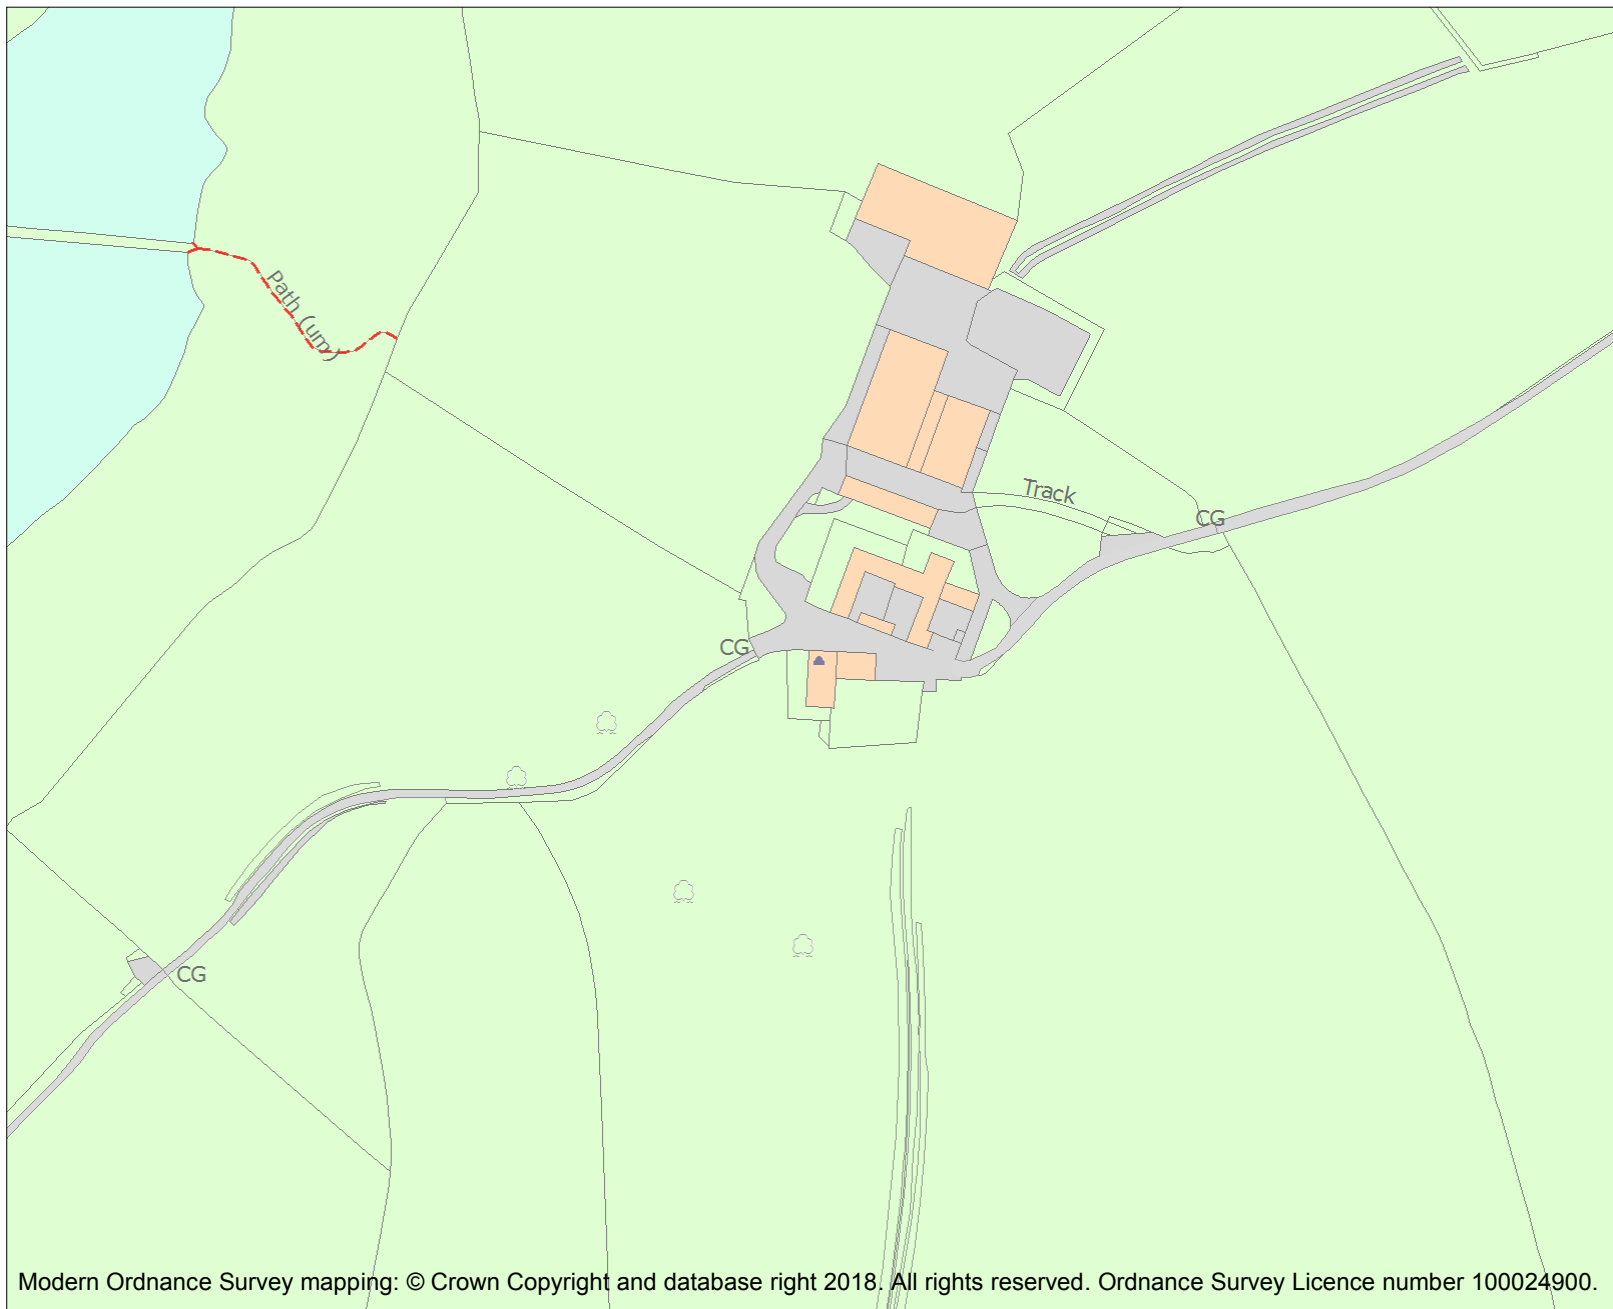 Path (um)
Track
CG
CG
CG
Modern Ordnance Survey mapping: © Crown Copyright and database right 2018. All rights reserved. Ordnance Survey Licence number 100024900.